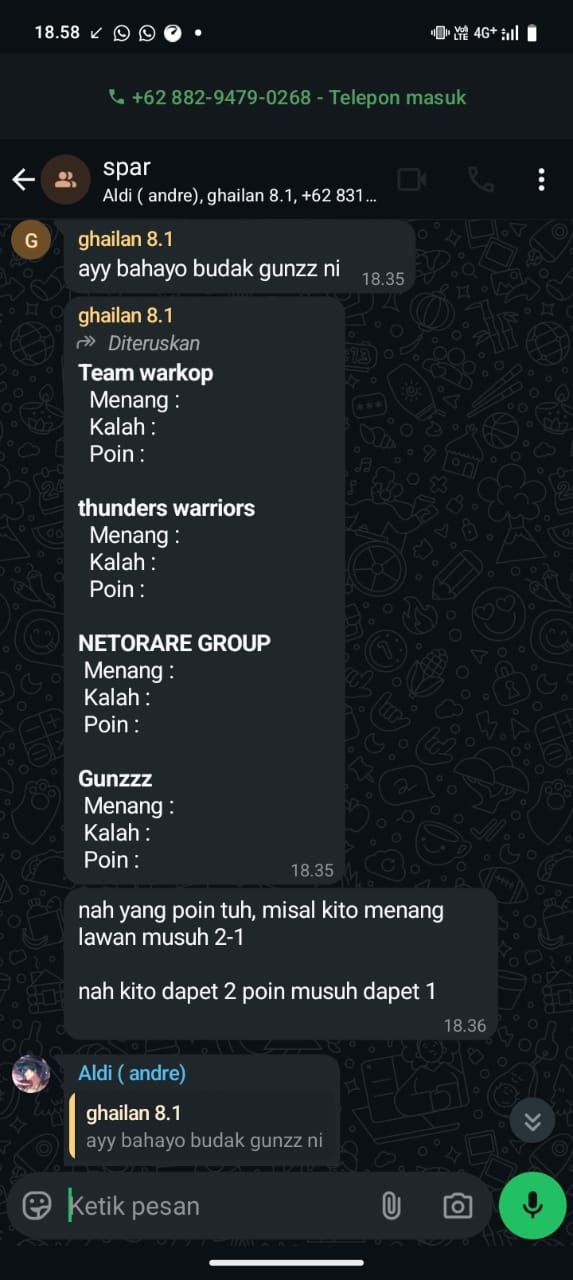 18.58
VoB LTE 4G+
+62 882-9479-0268 - Telepon masuk
spar
Aldi ( andre), ghailan 8.1, +62 831...
G
ghailan 8.1
ayy bahayo budak gunzz ni
18.35
ghailan 8.1
Diteruskan
Team warkop
Menang :
Kalah :
Poin :
thunders warriors
Menang :
Kalah :
Poin :
NETORARE GROUP
Menang :
Kalah :
Poin :
Gunzzz
Menang :
Kalah :
Poin :
18.35
nah yang poin tuh, misal kito menang
lawan musuh 2-1
nah kito dapet 2 poin musuh dapet 1
18.36
Aldi ( andre)
ghailan 8.1
ayy bahayo budak gunzz ni
Ketik pesan